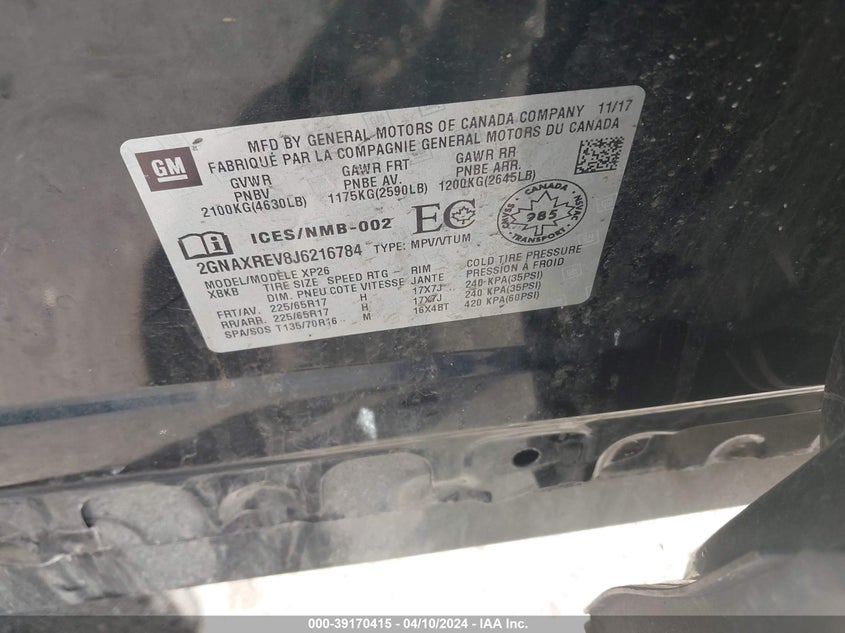 GM
MFD BY GENERAL MOTORS OF CANADA COMPANY 11/17
FABRIQUÉ PAR LA COMPAGNIE GENERAL MOTORS DU CANADA
GVWR GAWR FRT GAWR RR
PNBV PNBE AV. PNBE ARR.
2100KG(4630LB) 1175KG(2590LB) 1200KG(2645LB)
ICES/NMB-002 EC
CANADA
985
TRANSPORT
SVMNS
NSVAC
2GNAXREV8J6216784 TYPE: MPV/VTUM
MODEL/MODÈLE XP26
XBKB TIRE SIZE SPEED RTG RIM COLD TIRE PRESSURE
DIM. PNEU COTE VITESSE JANTE PRESSION A FROID
FRT/AV. 225/65R17 H 17X7J 240 KPA(35PSI)
RR/ARR. 225/65R17 H 17X7J 240 KPA(35PSI)
SPA/SOS T135/70R16 M 16X4BT 420 KPA(60PSI)
000-39170415 - 04/10/2024 - IAA Inc.